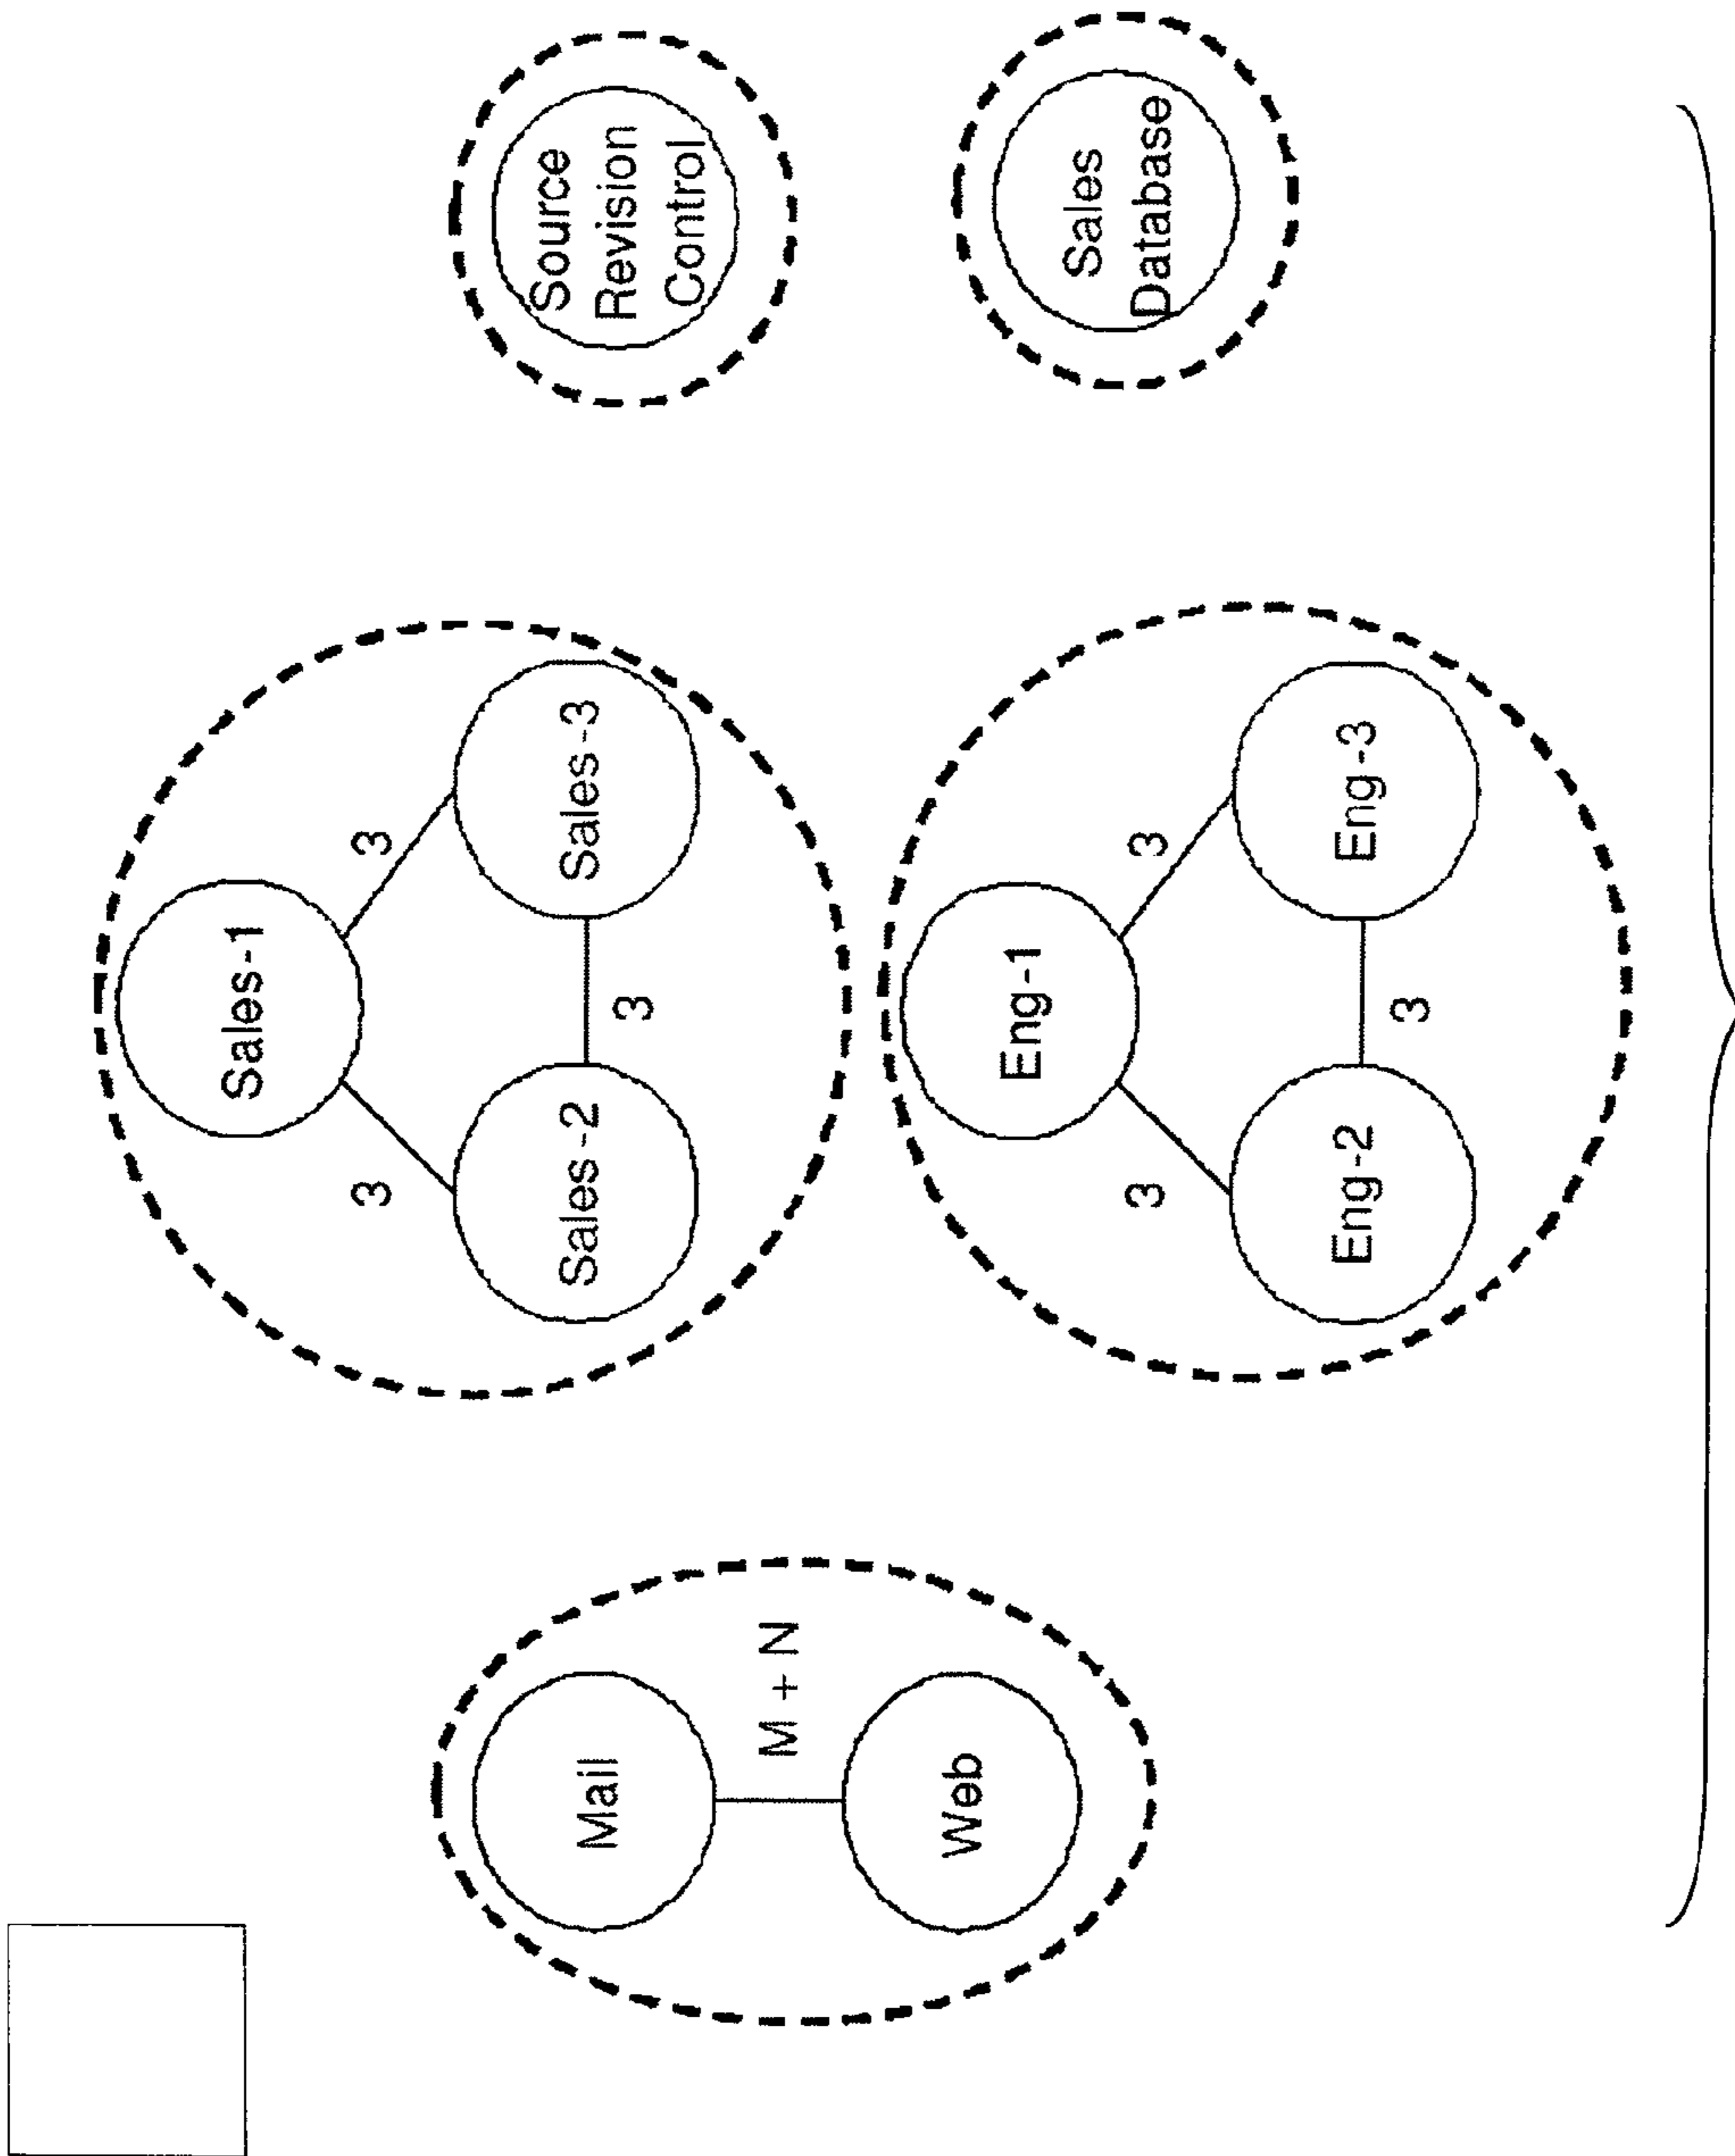 Mail
M + N
Web
Sales-1
3
3
Sales-2
Sales-3
3
Eng-1
3
3
Eng-2
Eng-3
3
Source
Revision
Control
Sales
Database